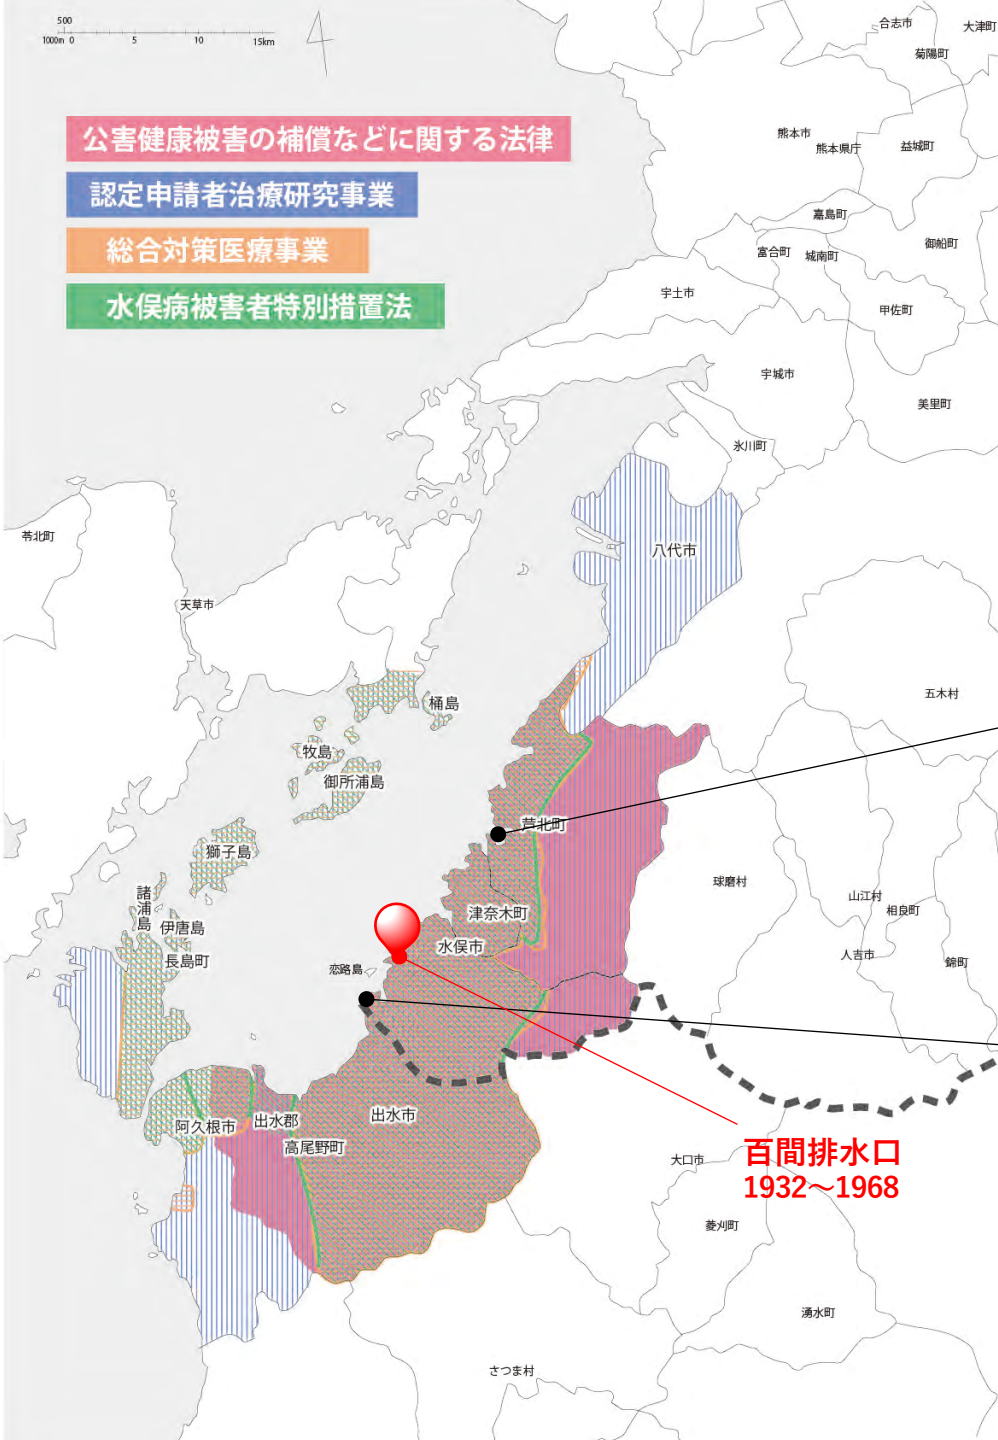 500
1000m 0 5 10 15km
公害健康被害の補償などに関する法律
認定申請者治療研究事業
総合対策医療事業
水俣病被害者特別措置法
合志市
大津町
菊陽町
熊本市
熊本県庁
益城町
嘉島町
御船町
富合町
城南町
宇土市
甲佐町
宇城市
美里町
氷川町
苓北町
八代市
天草市
五木村
桶島
牧島
御所浦島
芦北町
獅子島
球磨村
山江村
相良町
諸浦島
津奈木町
伊唐島
水俣市
長島町
人吉市
錦町
恋路島
出水市
阿久根市
出水郡
高尾野町
大口市
百間排水口
1932～1968
菱刈町
湧水町
さつま村